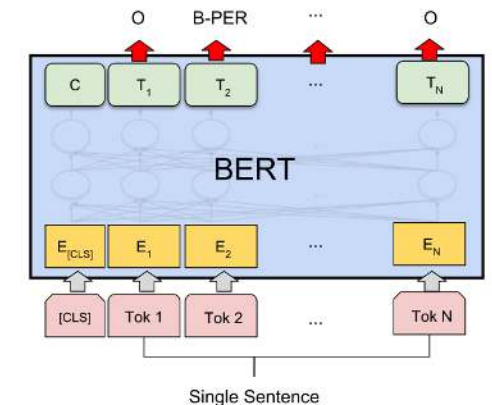 O B-PER ... O
C T1 T2 ... TN
BERT
E[CLS] E1 E2 ... EN
[CLS] Tok 1 Tok 2 ... Tok N
Single Sentence